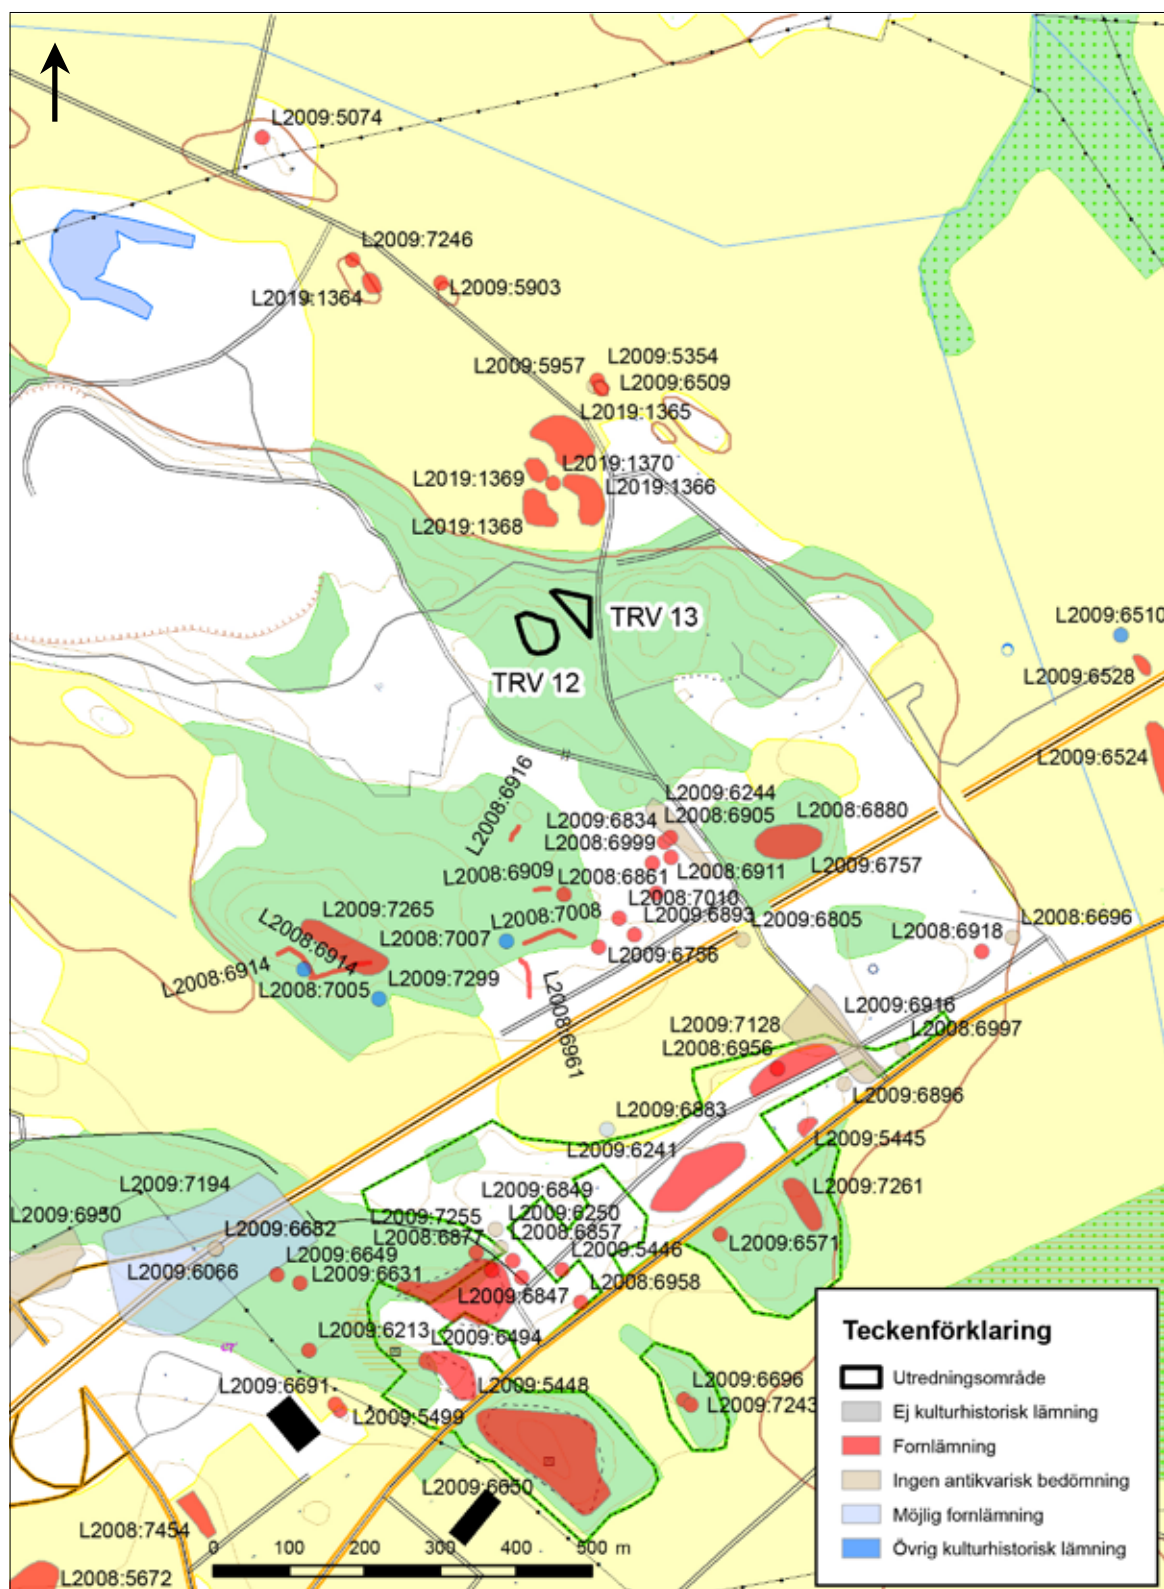 L2009:5074
L2009:7246
L2019:1364
L2009:5903
L2009:5957
L2009:5354
L2009:6509
L2019:1365
L2019:1370
L2019:1369
L2019:1366
L2019:1368
TRV 13
TRV 12
L2009:6510
L2009:6528
L2009:6524
L2008:6916
L2009:6244
L2009:6834
L2008:6905
L2008:6880
L2008:6999
L2008:6909
L2008:6861
L2008:6911
L2009:6757
L2009:7265
L2008:7010
L2008:7008
L2009:6893
L2009:6805
L2008:6696
L2008:6914
L2008:7007
L2009:6756
L2008:6918
L2008:6914
L2008:7005
L2009:7299
L2008:6961
L2009:6916
L2009:7128
L2008:6997
L2008:6956
L2009:6896
L2009:6883
L2009:6241
L2009:5445
L2009:7194
L2009:6849
L2009:7261
L2009:6950
L2009:7255
L2009:6250
L2009:6682
L2008:6877
L2008:6857
L2009:6649
L2009:5446
L2009:6571
L2009:6066
L2009:6631
L2009:6847
L2008:6958
L2009:6213
L2009:6494
L2009:6691
L2009:5448
L2009:6696
L2009:7243
L2009:5499
L2009:6650
L2008:7454
L2008:5672
0 100 200 300 400 500 m
Teckenförklaring
Utredningsområde
Ej kulturhistorisk lämning
Fornlämning
Ingen antikvarisk bedömning
Möjlig fornlämning
Övrig kulturhistorisk lämning